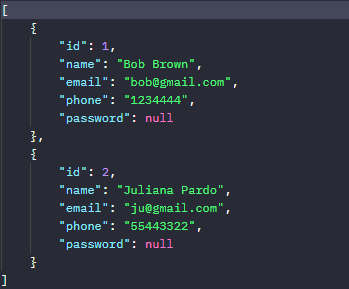 [
    {
        "id": 1,
        "name": "Bob Brown",
        "email": "bob@gmail.com",
        "phone": "1234444",
        "password": null
    },
    {
        "id": 2,
        "name": "Juliana Pardo",
        "email": "ju@gmail.com",
        "phone": "55443322",
        "password": null
    }
]